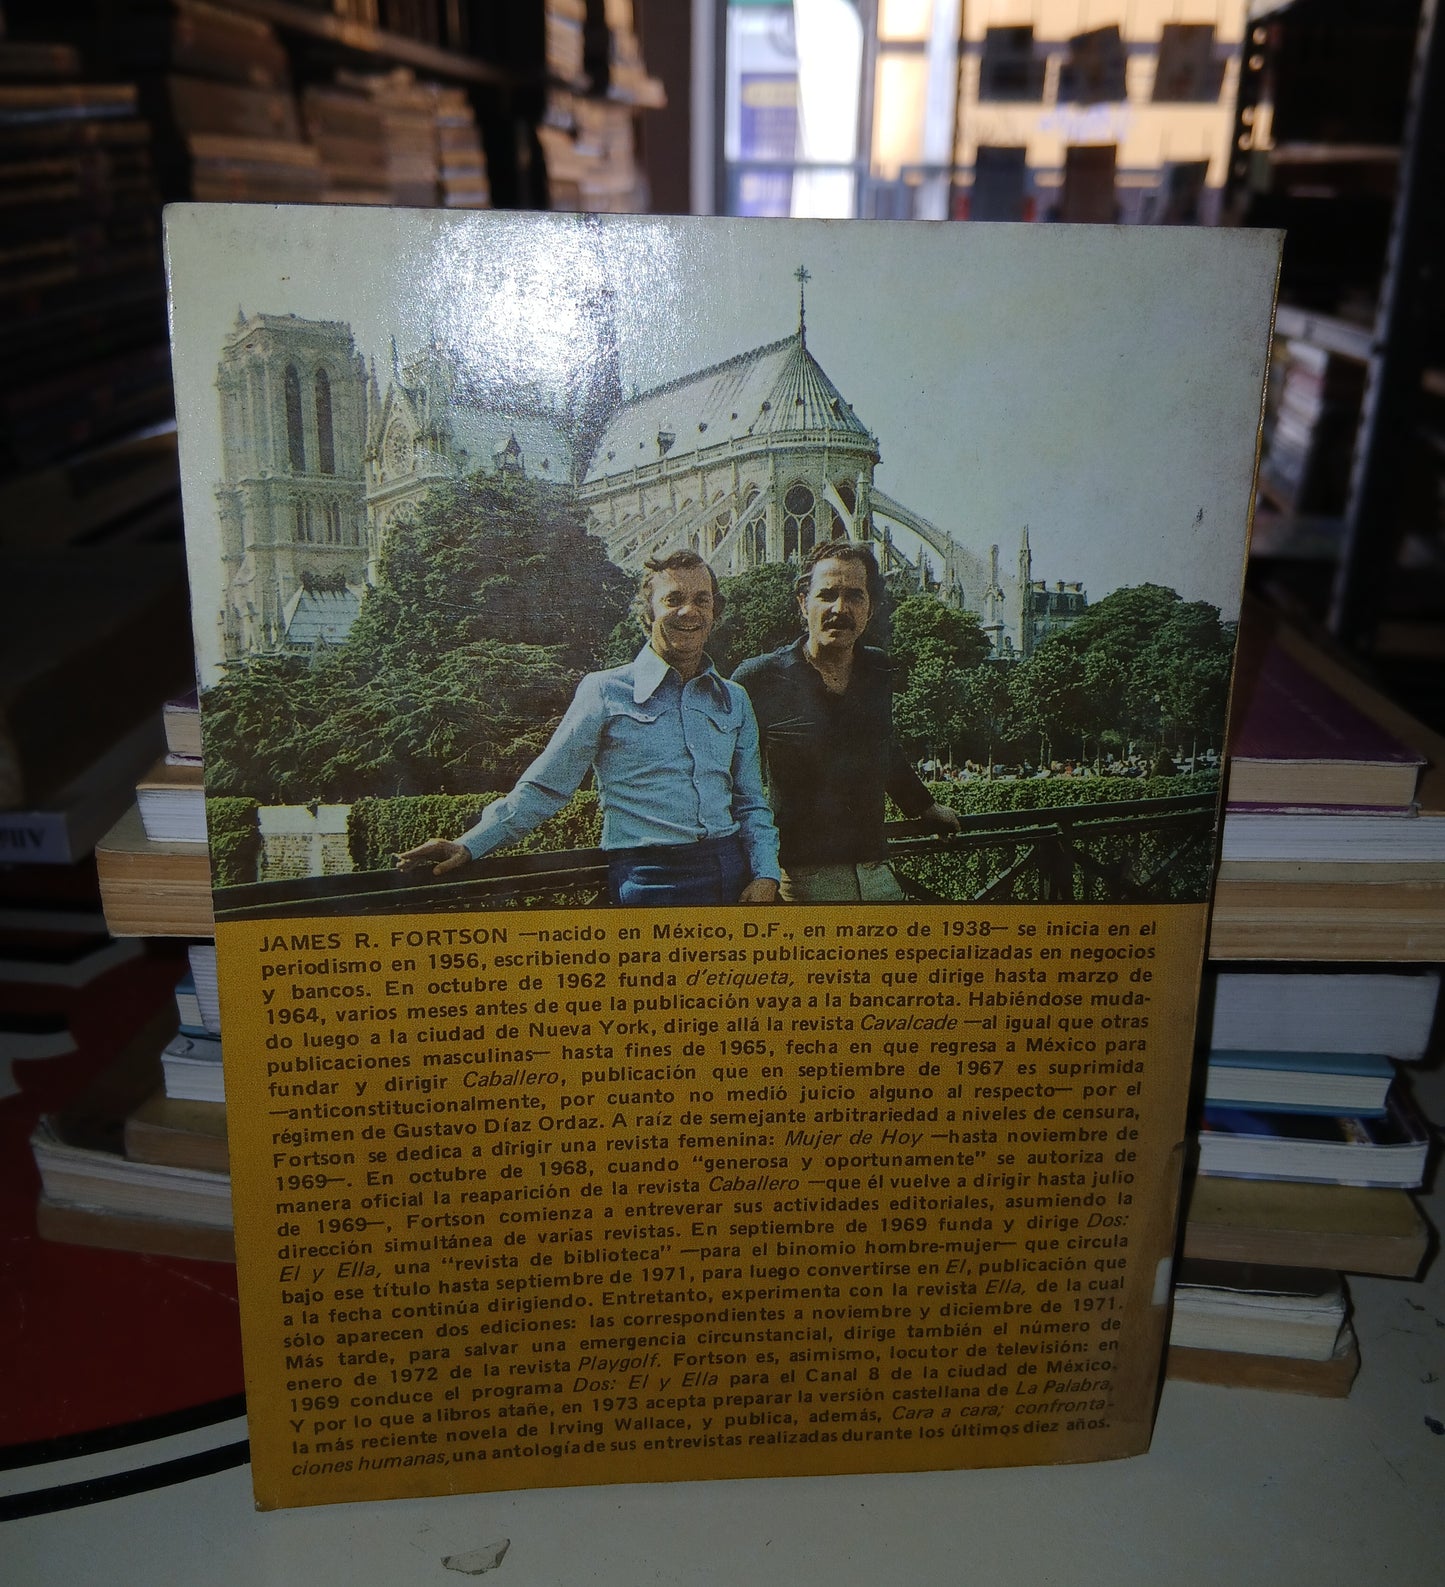 JAMES R. FORTSON —nacido en México, D.F., en marzo de 1938— se inicia en el
periodismo en 1956, escribiendo para diversas publicaciones especializadas en negocios
y bancos. En octubre de 1962 funda d’etiqueta, revista que dirige hasta marzo de
1964, varios meses antes de que la publicación vaya a la bancarrota. Habiéndose muda-
do luego a la ciudad de Nueva York, dirige allá la revista Cavalcade —al igual que otras
publicaciones masculinas— hasta fines de 1965, fecha en que regresa a México para
fundar y dirigir Caballero, publicación que en septiembre de 1967 es suprimida
—anticonstitucionalmente, por cuanto no medió juicio alguno al respecto— por el
régimen de Gustavo Díaz Ordaz. A raíz de semejante arbitrariedad a niveles de censura,
Fortson se dedica a dirigir una revista femenina: Mujer de Hoy —hasta noviembre de
1969—. En octubre de 1968, cuando “generosa y oportunamente” se autoriza de
manera oficial la reaparición de la revista Caballero —que él vuelve a dirigir hasta julio
de 1969—, Fortson comienza a entreverar sus actividades editoriales, asumiendo la
dirección simultánea de varias revistas. En septiembre de 1969 funda y dirige Dos:
El y Ella, una “revista de biblioteca” —para el binomio hombre-mujer— que circula
bajo ese título hasta septiembre de 1971, para luego convertirse en El, publicación que
a la fecha continúa dirigiendo. Entretanto, experimenta con la revista Ella, de la cual
sólo aparecen dos ediciones: las correspondientes a noviembre y diciembre de 1971.
Más tarde, para salvar una emergencia circunstancial, dirige también el número de
enero de 1972 de la revista Playgolf. Fortson es, asimismo, locutor de televisión: en
1969 conduce el programa Dos: El y Ella para el Canal 8 de la ciudad de México.
Y por lo que a libros atañe, en 1973 acepta preparar la versión castellana de La Palabra,
la más reciente novela de Irving Wallace, y publica, además, Cara a cara; confronta-
ciones humanas, una antología de sus entrevistas realizadas durante los últimos diez años.